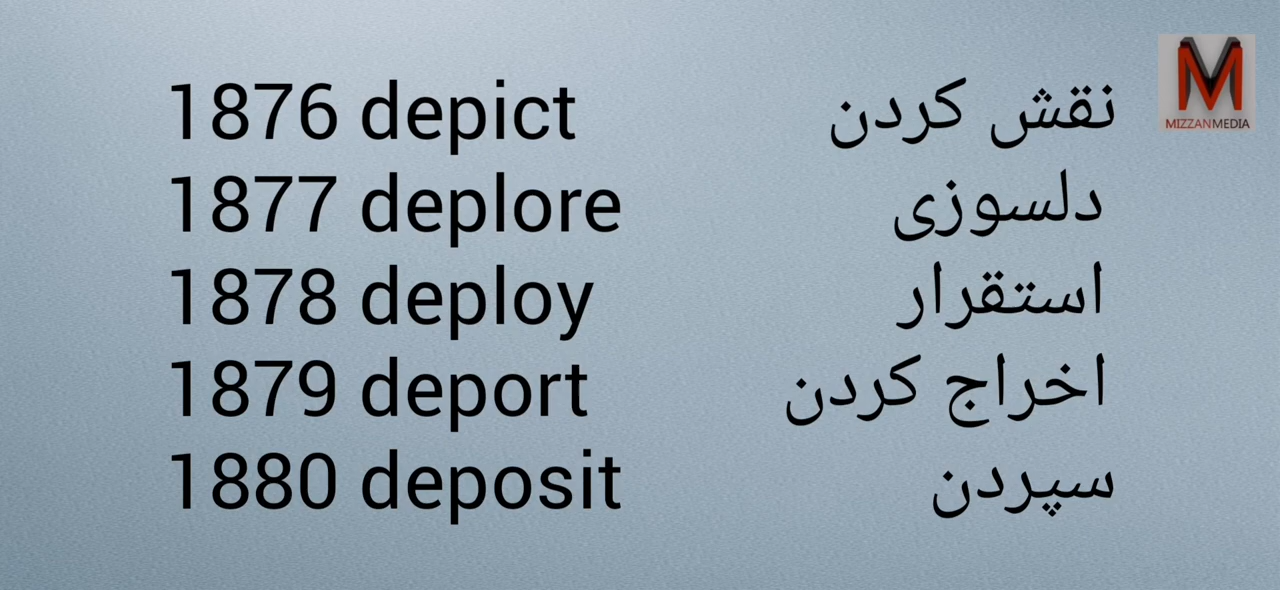 1876 depict نقش کردن
1877 deplore دلسوزی
1878 deploy استقرار
1879 deport اخراج کردن
1880 deposit سپردن
M
MIZZANMEDIA